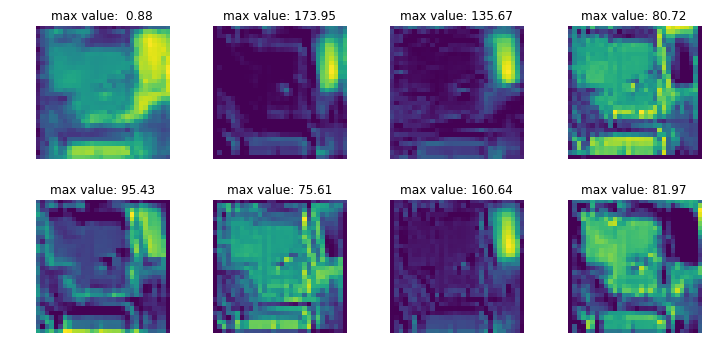 max value:  0.88
max value: 173.95
max value: 135.67
max value: 80.72
max value: 95.43
max value: 75.61
max value: 160.64
max value: 81.97